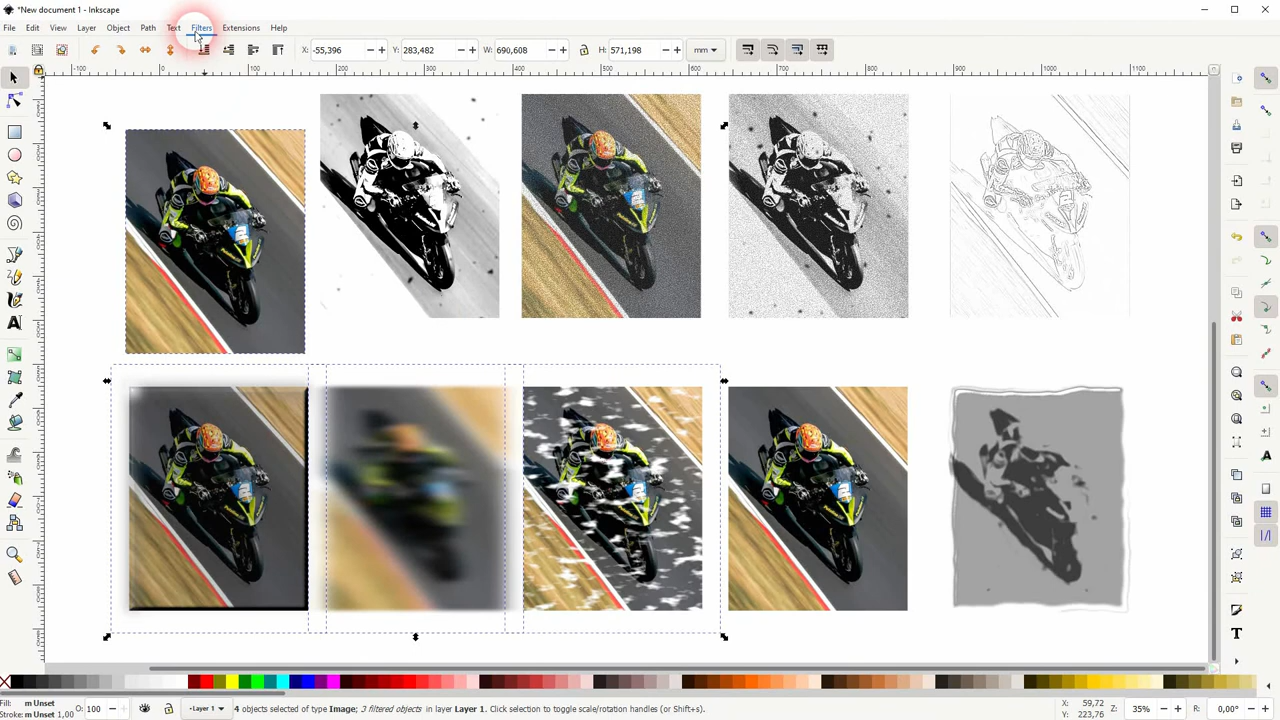 *New document 1 - Inkscape
File Edit View Layer Object Path Text Filters Extensions Help
X: -55,396 Y: 283,482 W: 690,608 H: 571,198 mm
-100 0 100 200 300 400 500 600 700 800 900 1000 1100
Fill: m Unset
Stroke: m Unset 1,00
O: 100
Layer 1
4 objects selected of type Image; 3 filtered objects in layer Layer 1. Click selection to toggle scale/rotation handles (or Shift+s).
X: 59,72
Y: 223,76
Z: 35%
R: 0,00°